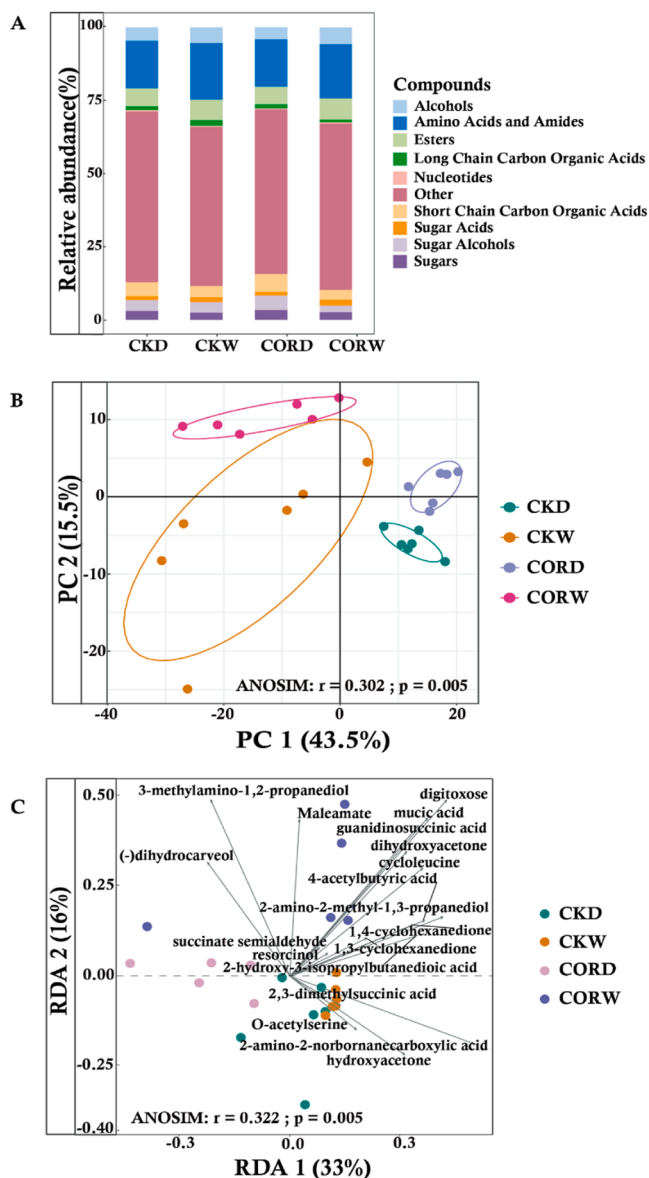 A
Relative abundance(%)
100
75
50
25
0
CKD CKW CORD CORW
Compounds
Alcohols
Amino Acids and Amides
Esters
Long Chain Carbon Organic Acids
Nucleotides
Other
Short Chain Carbon Organic Acids
Sugar Acids
Sugar Alcohols
Sugars
B
PC 2 (15.5%)
10
0
-10
-20
ANOSIM: r = 0.302 ; p = 0.005
-40 -20 0 20
PC 1 (43.5%)
CKD
CKW
CORD
CORW
C
RDA 2 (16%)
0.50
0.25
0.00
-0.25
-0.40
3-methylamino-1,2-propanediol
digitoxose
Maleamate
mucic acid
guanidinosuccinic acid
dihydroxyacetone
(-)dihydrocarveol
cycloleucine
4-acetylbutyric acid
2-amino-2-methyl-1,3-propanediol
1,4-cyclohexanedione
succinate semialdehyde
resorcinol
1,3-cyclohexanedione
2-hydroxy-3-isopropylbutanedioic acid
2,3-dimethylsuccinic acid
O-acetylserine
2-amino-2-norbornanecarboxylic acid
hydroxyacetone
ANOSIM: r = 0.322 ; p = 0.005
-0.3 0.0 0.3
RDA 1 (33%)
CKD
CKW
CORD
CORW